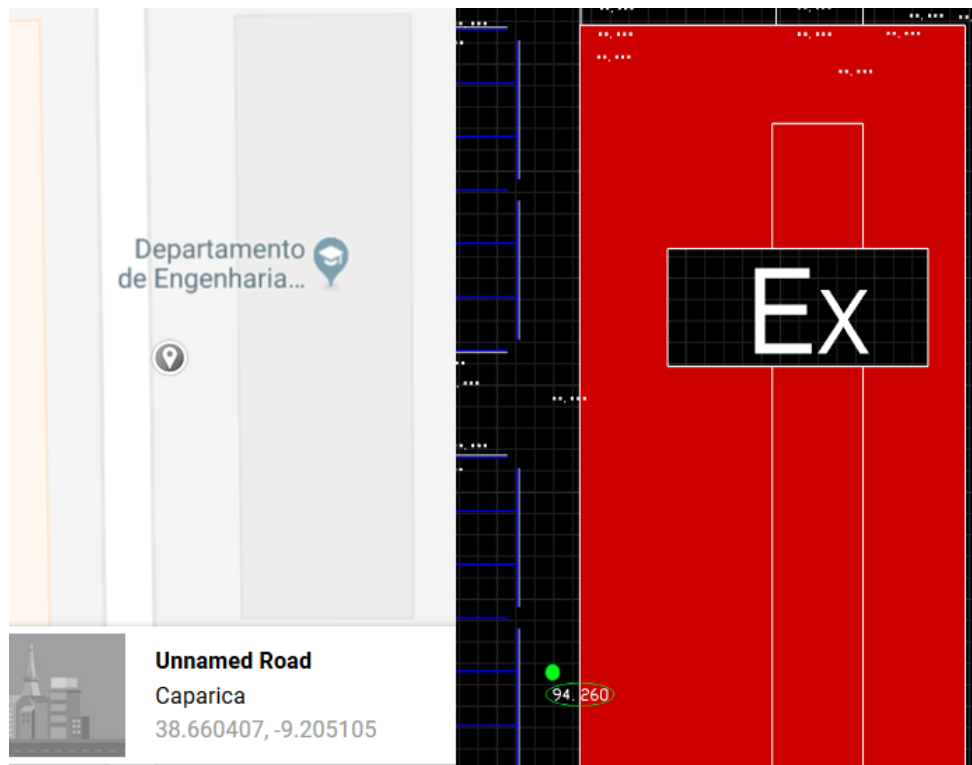 Departamento
de Engenharia...
Unnamed Road
Caparica
38.660407, -9.205105
Ex
94.260